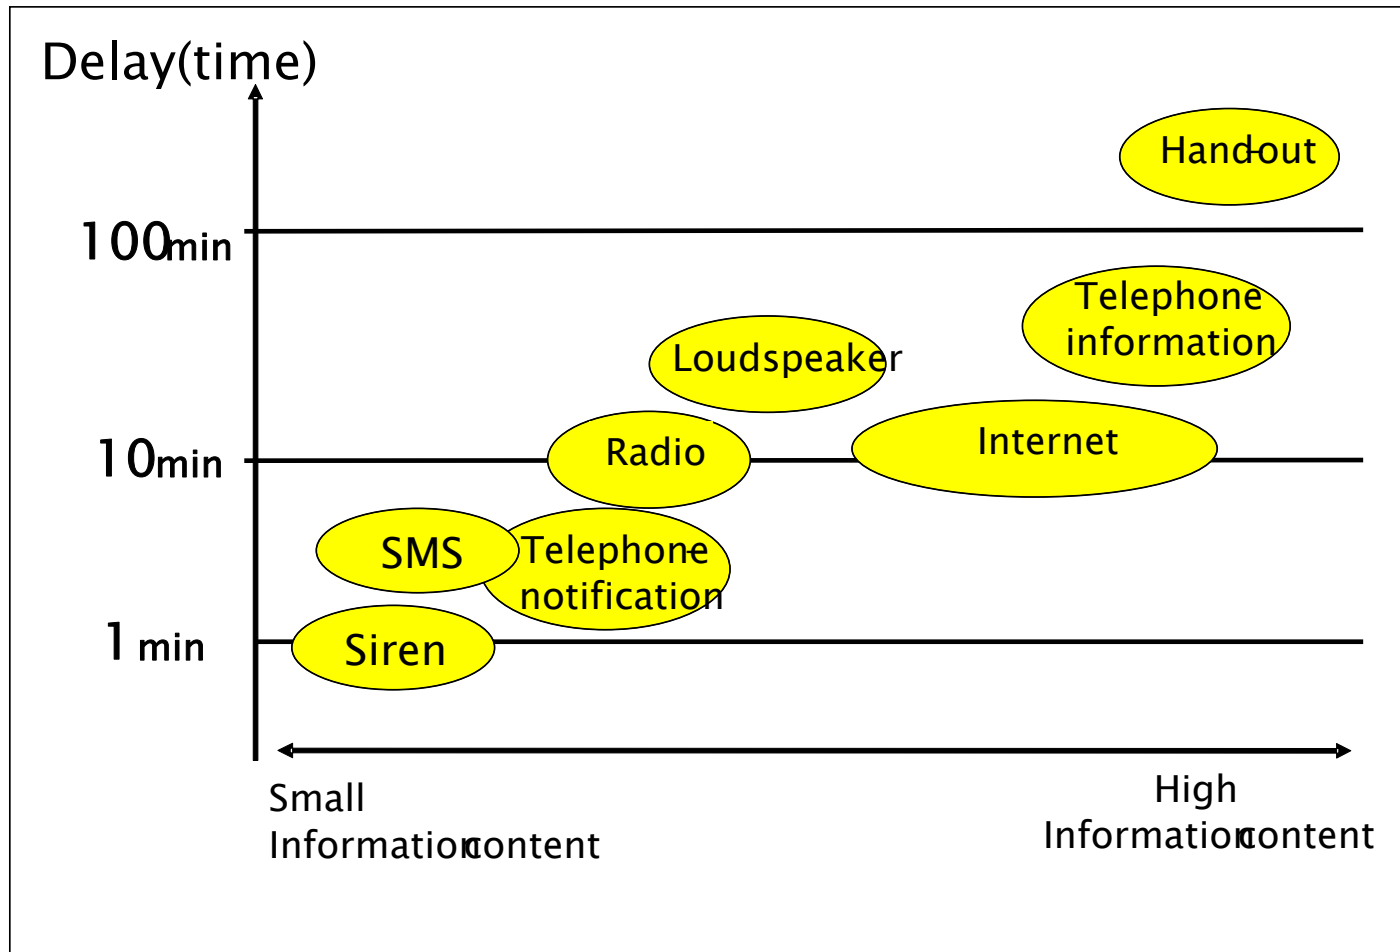 Delay(time)
Hand-out
100min
Telephone
information
Loudspeaker
Internet
Radio
10min
SMS
Telephone-
notification
1 min
Siren
Small
Information content
High
Information content